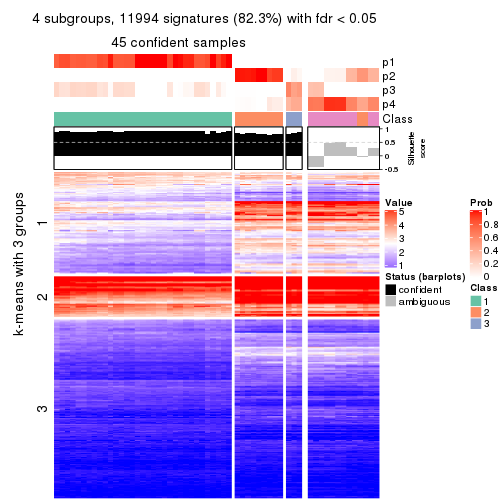 4 subgroups, 11994 signatures (82.3%) with fdr < 0.05
45 confident samples
p1
p2
p3
p4
Class
1
0.5
0
-0.5
Silhouette
score
k-means with 3 groups
1
2
3
Value
5
4
3
2
1
Status (barplots)
confident
ambiguous
Prob
1
0.8
0.6
0.4
0.2
0
Class
1
2
3